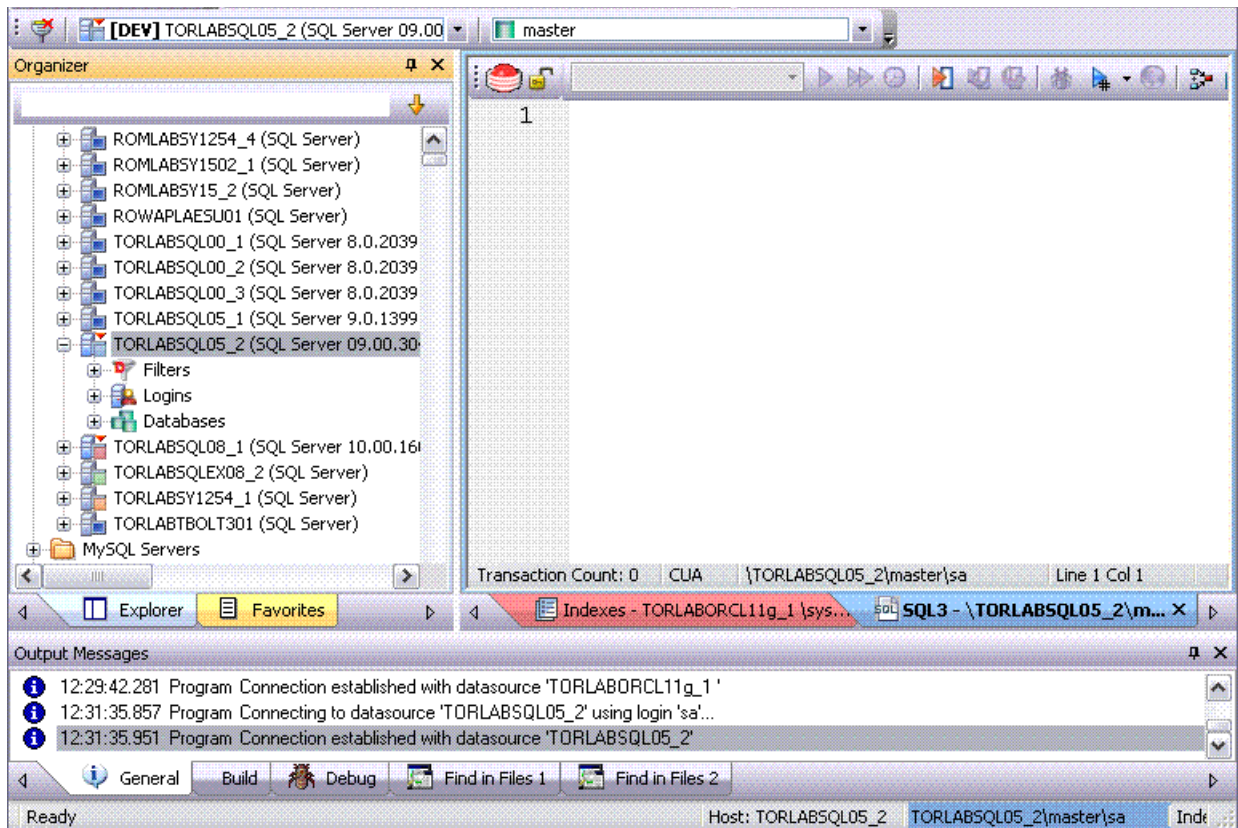 [DEV] TORLABSQL05_2 (SQL Server 09.00
master
Organizer
1
ROMLABSY1254_4 (SQL Server)
ROMLABSY1502_1 (SQL Server)
ROMLABSY15_2 (SQL Server)
ROWAPLAESU01 (SQL Server)
TORLABSQL00_1 (SQL Server 8.0.2039
TORLABSQL00_2 (SQL Server 8.0.2039
TORLABSQL00_3 (SQL Server 8.0.2039
TORLABSQL05_1 (SQL Server 9.0.1399
TORLABSQL05_2 (SQL Server 09.00.30
Filters
Logins
Databases
TORLABSQL08_1 (SQL Server 10.00.16
TORLABSQLEX08_2 (SQL Server)
TORLABSY1254_1 (SQL Server)
TORLABTBOLT301 (SQL Server)
MySQL Servers
Transaction Count: 0 CUA \TORLABSQL05_2\master\sa Line 1 Col 1
Explorer Favorites
Indexes - TORLABORCL11g_1 \sys... SQL SQL3 - \TORLABSQL05_2\m...
Output Messages
12:29:42.281 Program Connection established with datasource 'TORLABORCL11g_1 '
12:31:35.857 Program Connecting to datasource 'TORLABSQL05_2' using login 'sa'...
12:31:35.951 Program Connection established with datasource 'TORLABSQL05_2'
General Build Debug Find in Files 1 Find in Files 2
Ready Host: TORLABSQL05_2 TORLABSQL05_2\master\sa Inde